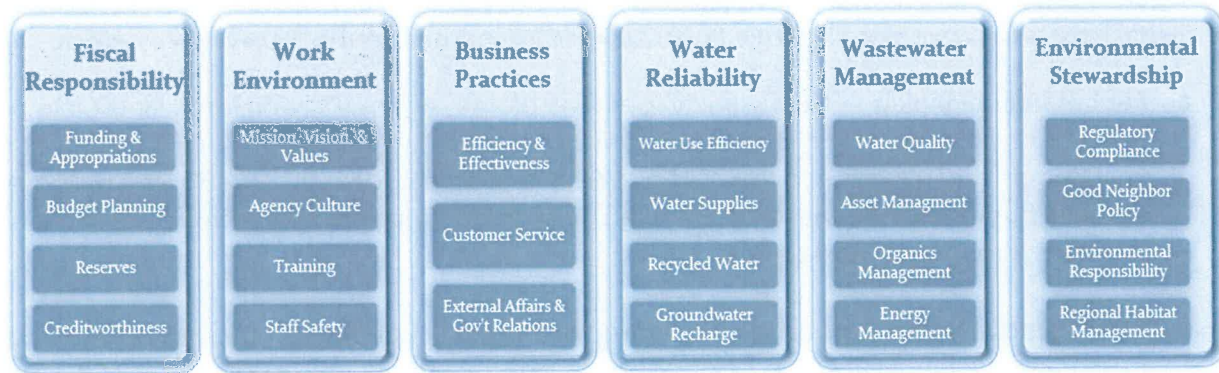 Fiscal
Responsibility
Funding &
Appropriations
Budget Planning
Reserves
Creditworthiness
Work
Environment
Mission, Vision, &
Values
Agency Culture
Training
Staff Safety
Business
Practices
Efficiency &
Effectiveness
Customer Service
External Affairs &
Gov't Relations
Water
Reliability
Water Use Efficiency
Water Supplies
Recycled Water
Groundwater
Recharge
Wastewater
Management
Water Quality
Asset Managment
Organics
Management
Energy
Management
Environmental
Stewardship
Regulatory
Compliance
Good Neighbor
Policy
Environmental
Responsibility
Regional Habitat
Management